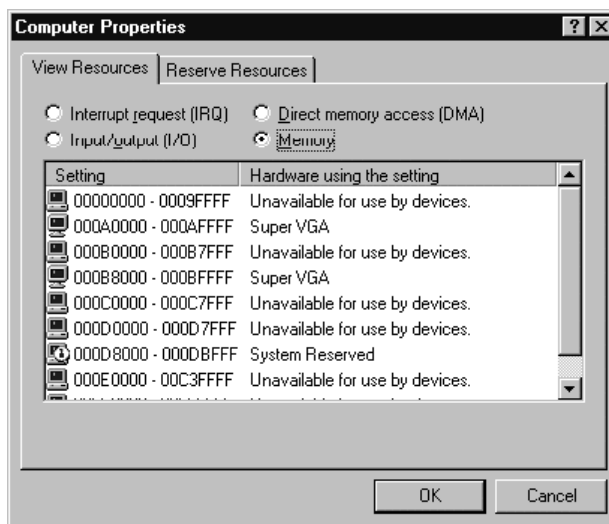 Computer Properties
View Resources Reserve Resources
Interrupt request (IRQ) Direct memory access (DMA)
Input/output (I/O) Memory
Setting Hardware using the setting
00000000 - 0009FFFF Unavailable for use by devices.
000A0000 - 000AFFFF Super VGA
000B0000 - 000B7FFF Unavailable for use by devices.
000B8000 - 000BFFFF Super VGA
000C0000 - 000C7FFF Unavailable for use by devices.
000D0000 - 000D7FFF Unavailable for use by devices.
000D8000 - 000DBFFF System Reserved
000E0000 - 00C3FFFF Unavailable for use by devices.
OK Cancel